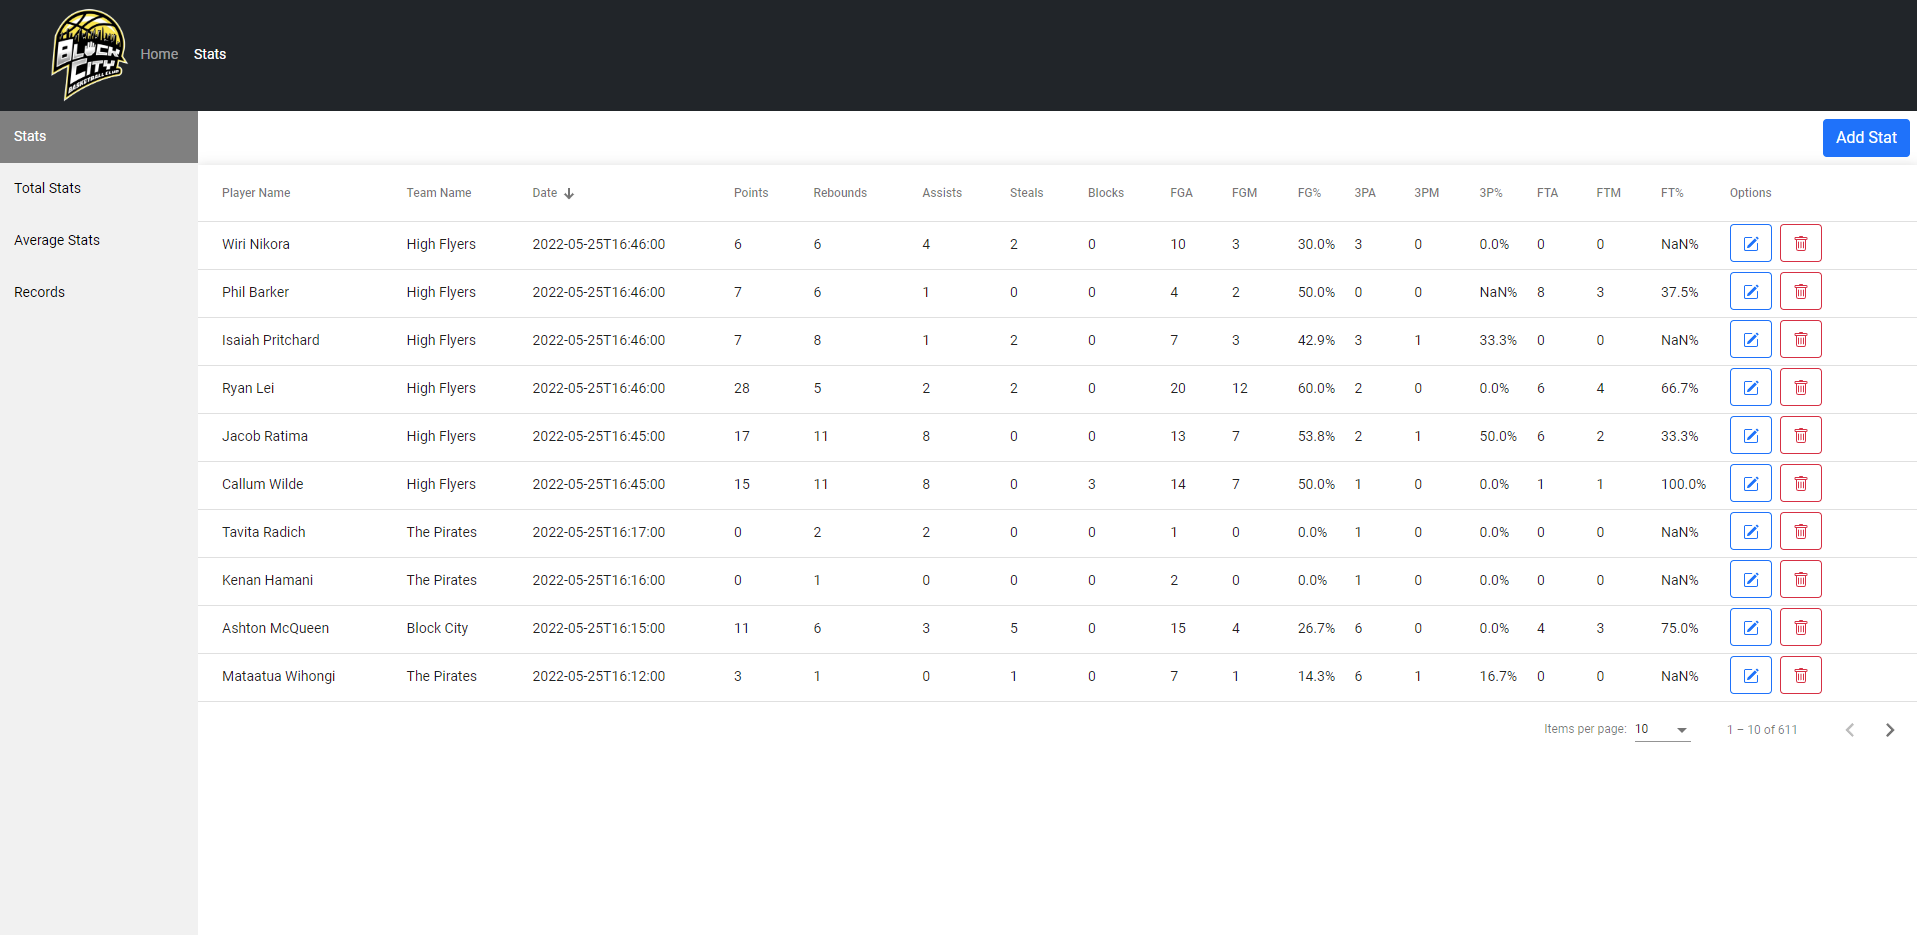 BLOCK
CITY
BASKETBALL CLUB
Home Stats
Stats
Total Stats
Average Stats
Records
Add Stat
Player Name Team Name Date Points Rebounds Assists Steals Blocks FGA FGM FG% 3PA 3PM 3P% FTA FTM FT% Options
Wiri Nikora High Flyers 2022-05-25T16:46:00 6 6 4 2 0 10 3 30.0% 3 0 0.0% 0 0 NaN%
Phil Barker High Flyers 2022-05-25T16:46:00 7 6 1 0 0 4 2 50.0% 0 0 NaN% 8 3 37.5%
Isaiah Pritchard High Flyers 2022-05-25T16:46:00 7 8 1 2 0 7 3 42.9% 3 1 33.3% 0 0 NaN%
Ryan Lei High Flyers 2022-05-25T16:46:00 28 5 2 2 0 20 12 60.0% 2 0 0.0% 6 4 66.7%
Jacob Ratima High Flyers 2022-05-25T16:45:00 17 11 8 0 0 13 7 53.8% 2 1 50.0% 6 2 33.3%
Callum Wilde High Flyers 2022-05-25T16:45:00 15 11 8 0 3 14 7 50.0% 1 0 0.0% 1 1 100.0%
Tavita Radich The Pirates 2022-05-25T16:17:00 0 2 2 0 0 1 0 0.0% 1 0 0.0% 0 0 NaN%
Kenan Hamani The Pirates 2022-05-25T16:16:00 0 1 0 0 0 2 0 0.0% 1 0 0.0% 0 0 NaN%
Ashton McQueen Block City 2022-05-25T16:15:00 11 6 3 5 0 15 4 26.7% 6 0 0.0% 4 3 75.0%
Mataatua Wihongi The Pirates 2022-05-25T16:12:00 3 1 0 1 0 7 1 14.3% 6 1 16.7% 0 0 NaN%
Items per page: 10 1 – 10 of 611